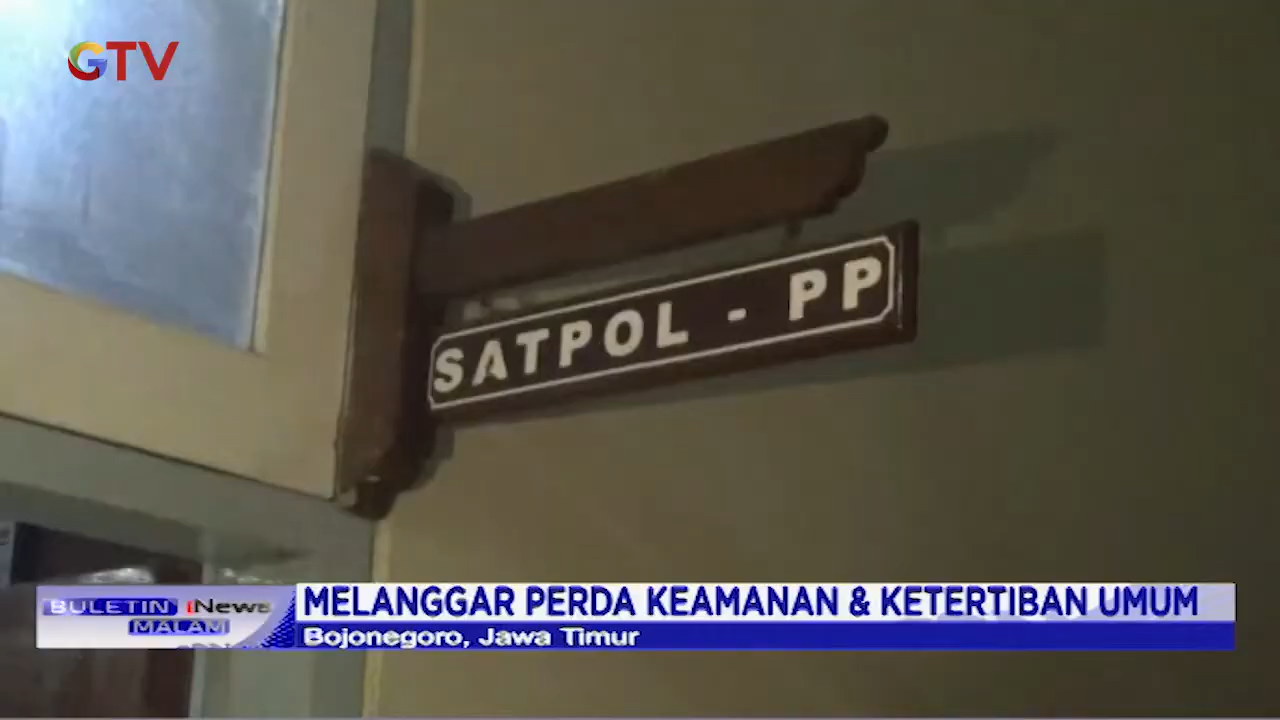 GTV
SATPOL - PP
BULETIN iNews
MALAM
MELANGGAR PERDA KEAMANAN & KETERTIBAN UMUM
Bojonegoro, Jawa Timur